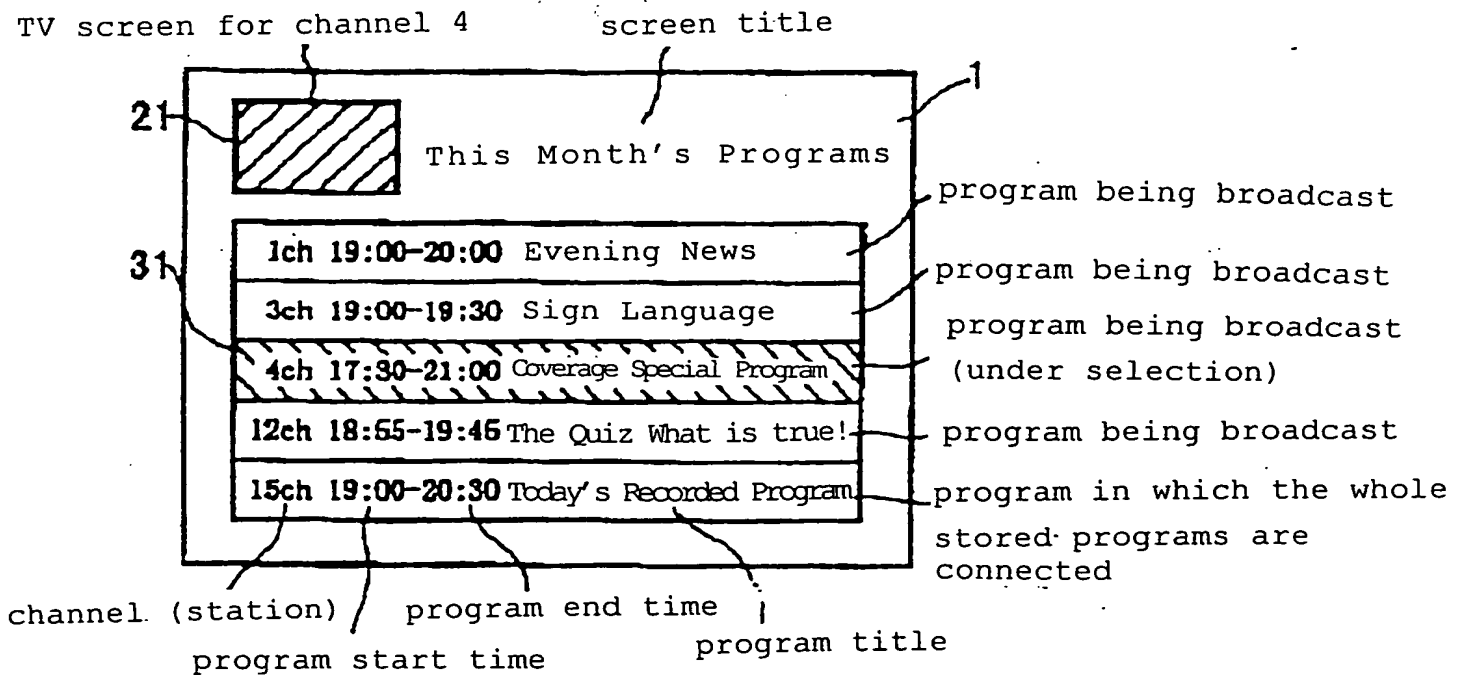 TV screen for channel 4
screen title
1
21
This Month's Programs
program being broadcast
1ch 19:00-20:00 Evening News
31
program being broadcast
3ch 19:00-19:30 Sign Language
program being broadcast
(under selection)
4ch 17:30-21:00 Coverage Special Program
12ch 18:55-19:45 The Quiz What is true!
program being broadcast
15ch 19:00-20:30 Today's Recorded Program
program in which the whole
stored programs are
connected
channel (station)
program end time
program title
program start time